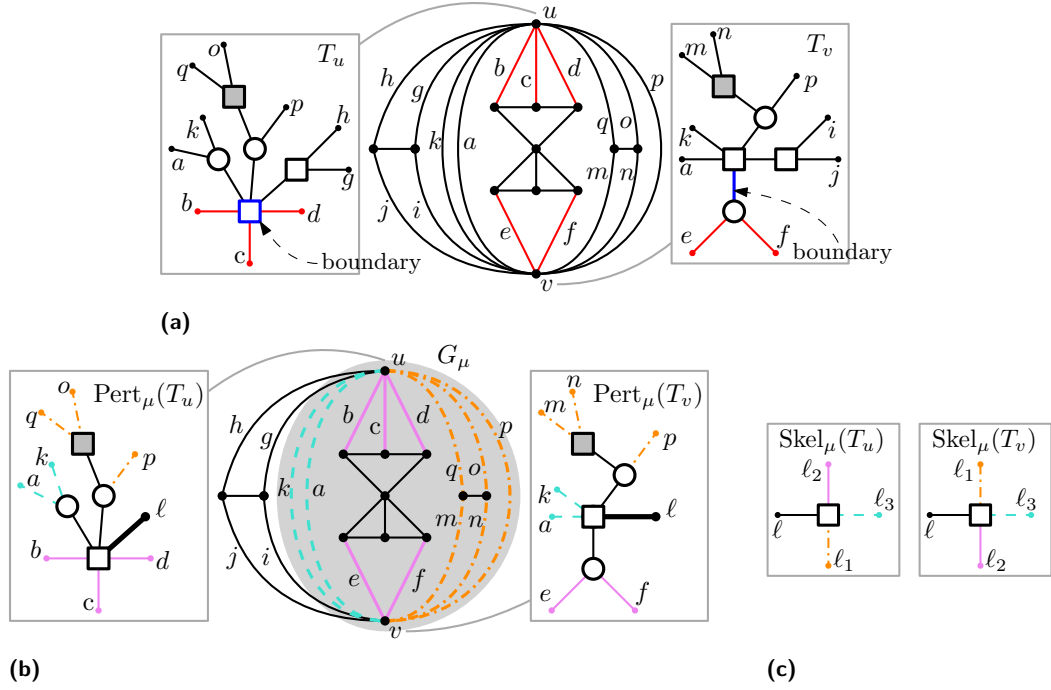 u
T_u
T_v
o
n
q
m
b
c
d
h
p
p
k
p
h
g
a
k
a
q
o
k
i
g
m
n
a
j
b
d
j
i
c
boundary
e
f
e
f
boundary
v
(a)
u
G_μ
Pert_μ(T_u)
Pert_μ(T_v)
o
n
q
m
b
c
d
h
p
p
k
p
g
a
k
a
q
o
k
ℓ
m
n
a
ℓ
b
d
j
i
c
e
f
e
f
v
Skel_μ(T_u)
Skel_μ(T_v)
ℓ_2
ℓ_1
ℓ_3
ℓ_3
ℓ
ℓ
ℓ_1
ℓ_2
(b)
(c)